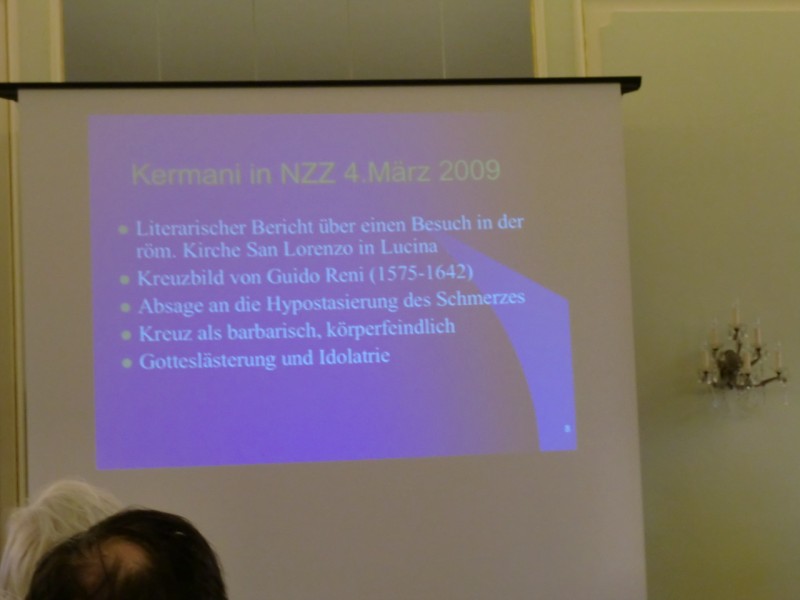 Kermani in NZZ 4.März 2009
Literarischer Bericht über einen Besuch in der
röm. Kirche San Lorenzo in Lucina
Kreuzbild von Guido Reni (1575-1642)
Absage an die Hypostasierung des Schmerzes
Kreuz als barbarisch, körperfeindlich
Gotteslästerung und Idolatrie